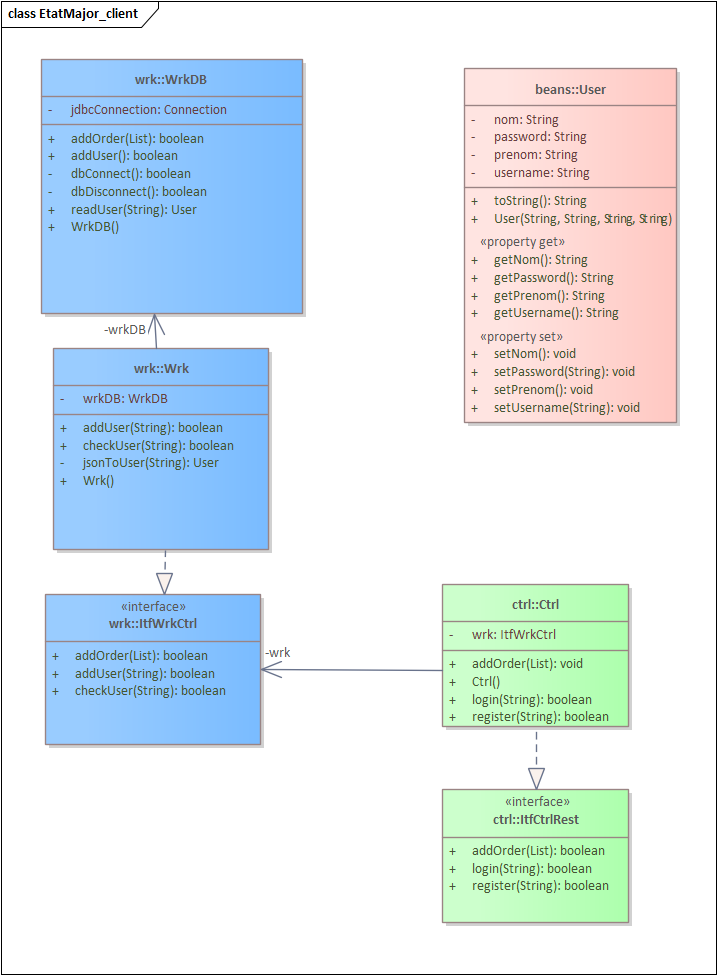 class EtatMajor_client
wrk::WrkDB
- jdbcConnection: Connection
+ addOrder(List): boolean
+ addUser(): boolean
- dbConnect(): boolean
- dbDisconnect(): boolean
+ readUser(String): User
+ WrkDB()
-wrkDB
wrk::Wrk
- wrkDB: WrkDB
+ addUser(String): boolean
+ checkUser(String): boolean
- jsonToUser(String): User
+ Wrk()
«interface»
wrk::ItfWrkCtrl
+ addOrder(List): boolean
+ addUser(String): boolean
+ checkUser(String): boolean
-wrk
beans::User
- nom: String
- password: String
- prenom: String
- username: String
+ toString(): String
+ User(String, String, String, String)
«property get»
+ getNom(): String
+ getPassword(): String
+ getPrenom(): String
+ getUsername(): String
«property set»
+ setNom(): void
+ setPassword(String): void
+ setPrenom(): void
+ setUsername(String): void
ctrl::Ctrl
- wrk: ItfWrkCtrl
+ addOrder(List): void
+ Ctrl()
+ login(String): boolean
+ register(String): boolean
«interface»
ctrl::ItfCtrlRest
+ addOrder(List): boolean
+ login(String): boolean
+ register(String): boolean